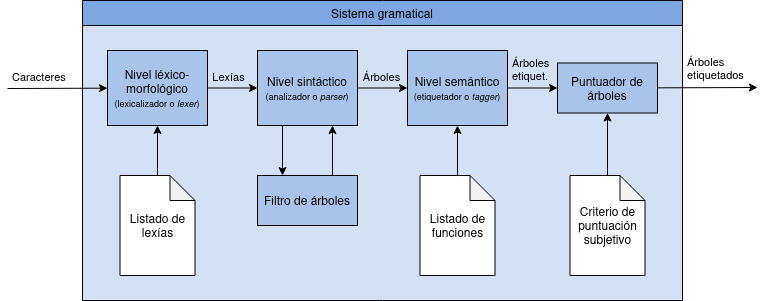 Sistema gramatical
Caracteres
Nivel léxico-
morfológico
(lexicalizador o lexer)
Lexías
Nivel sintáctico
(analizador o parser)
Árboles
Nivel semántico
(etiquetador o tagger)
Árboles
etiquet.
Puntuador de
árboles
Árboles
etiquetados
Listado de
lexías
Filtro de árboles
Listado de
funciones
Criterio de
puntuación
subjetivo